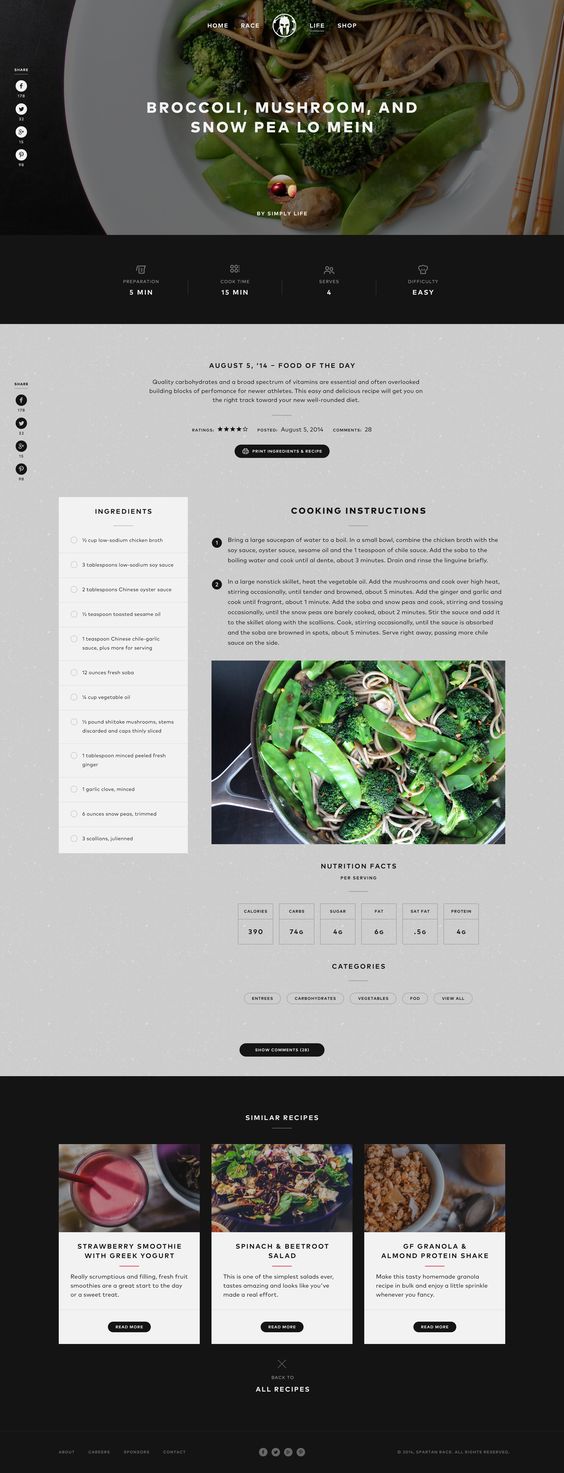 HOME RACE LIFE SHOP
SHARE
178
32
15
98
BROCCOLI, MUSHROOM, AND
SNOW PEA LO MEIN
BY SIMPLY LIFE
PREPARATION
5 MIN
COOK TIME
15 MIN
SERVES
4
DIFFICULTY
EASY
SHARE
178
32
15
98
AUGUST 5, '14 – FOOD OF THE DAY
Quality carbohydrates and a broad spectrum of vitamins are essential and often overlooked
building blocks of perfomance for newer athletes. This easy and delicious recipe will get you on
the right track toward your new well-rounded diet.
RATINGS: POSTED: August 5, 2014 COMMENTS: 28
PRINT INGREDIENTS & RECIPE
INGREDIENTS
½ cup low-sodium chicken broth
3 tablespoons low-sodium soy sauce
2 tablespoons Chinese oyster sauce
½ teaspoon toasted sesame oil
1 teaspoon Chinese chile-garlic
sauce, plus more for serving
12 ounces fresh soba
¼ cup vegetable oil
½ pound shiitake mushrooms, stems
discarded and caps thinly sliced
1 tablespoon minced peeled fresh
ginger
1 garlic clove, minced
6 ounces snow peas, trimmed
3 scallions, julienned
COOKING INSTRUCTIONS
1
Bring a large saucepan of water to a boil. In a small bowl, combine the chicken broth with the
soy sauce, oyster sauce, sesame oil and the 1 teaspoon of chile sauce. Add the soba to the
boiling water and cook until al dente, about 3 minutes. Drain and rinse the linguine briefly.
2
In a large nonstick skillet, heat the vegetable oil. Add the mushrooms and cook over high heat,
stirring occasionally, until tender and browned, about 5 minutes. Add the ginger and garlic and
cook until fragrant, about 1 minute. Add the soba and snow peas and cook, stirring and tossing
occasionally, until the snow peas are barely cooked, about 2 minutes. Stir the sauce and add it
to the skillet along with the scallions. Cook, stirring occasionally, until the sauce is absorbed
and the soba are browned in spots, about 5 minutes. Serve right away, passing more chile
sauce on the side.
NUTRITION FACTS
PER SERVING
CALORIES CARBS SUGAR FAT SAT FAT PROTEIN
390 74G 4G 6G .5G 4G
CATEGORIES
ENTREES CARBOHYDRATES VEGETABLES FOD VIEW ALL
SHOW COMMENTS (28)
SIMILAR RECIPES
STRAWBERRY SMOOTHIE
WITH GREEK YOGURT
Really scrumptious and filling, fresh fruit
smoothies are a great start to the day
or a sweet treat.
READ MORE
SPINACH & BEETROOT
SALAD
This is one of the simplest salads ever,
tastes amazing and looks like you've
made a real effort.
READ MORE
GF GRANOLA &
ALMOND PROTEIN SHAKE
Make this tasty homemade granola
recipe in bulk and enjoy a little sprinkle
whenever you fancy.
READ MORE
BACK TO
ALL RECIPES
ABOUT CAREERS SPONSORS CONTACT
© 2014, SPARTAN RACE. ALL RIGHTS RESERVED.